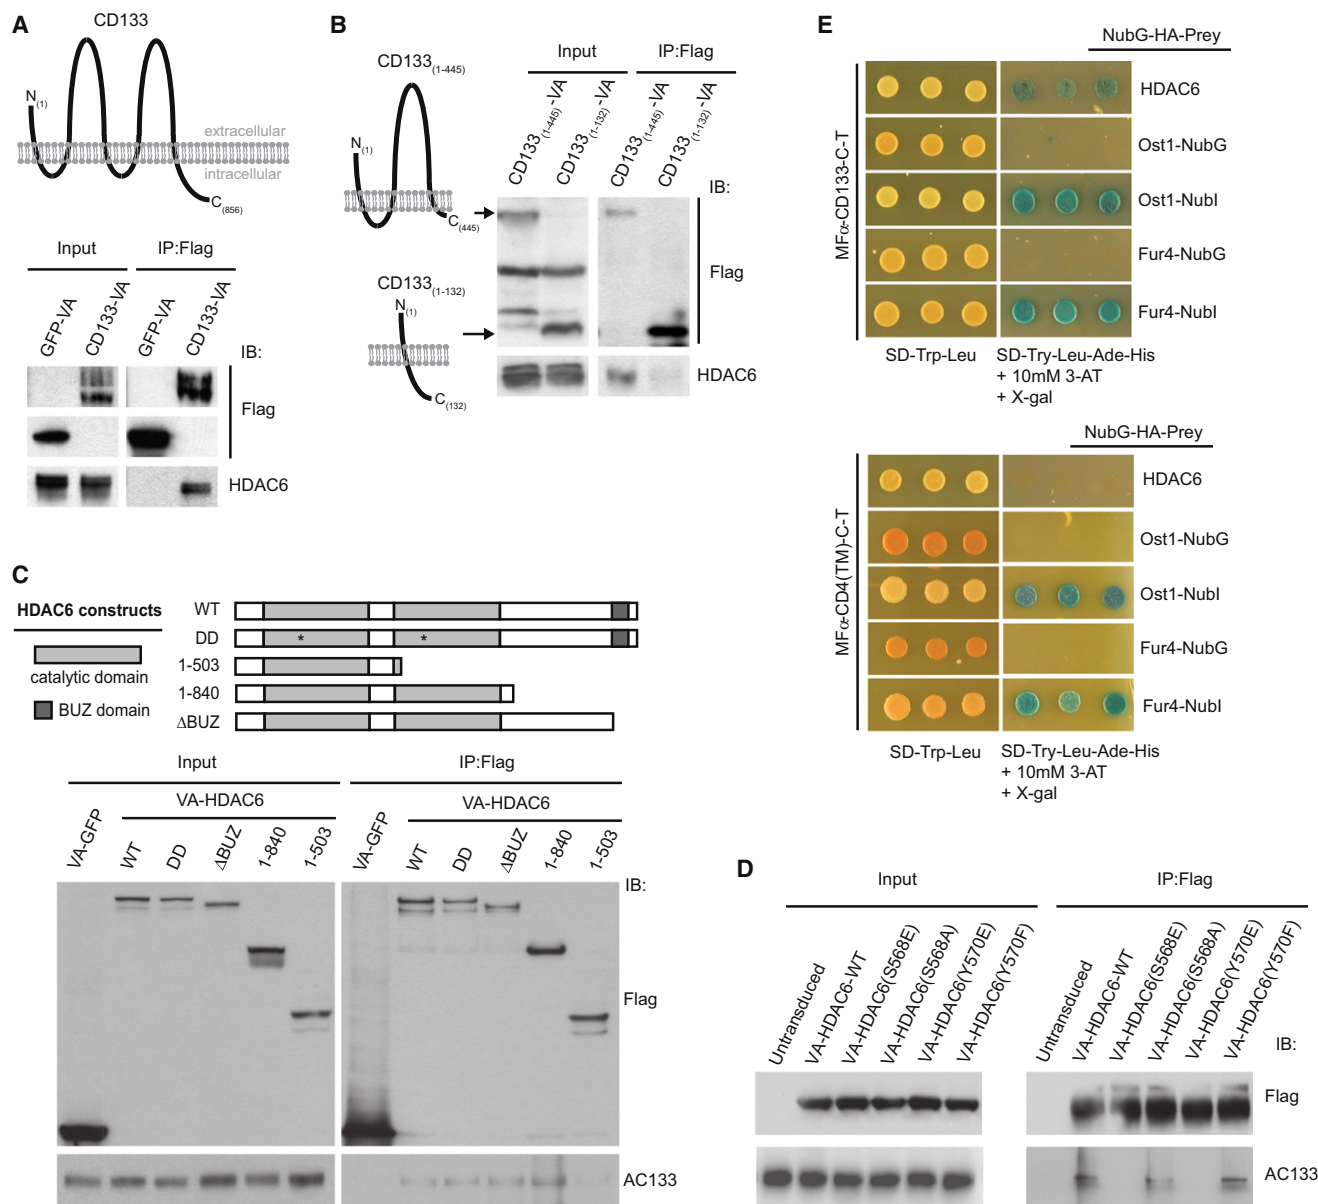 A
CD133
N(1)
extracellular
intracellular
C(856)
Input
IP:Flag
GFP-VA
CD133-VA
GFP-VA
CD133-VA
IB:
Flag
HDAC6
B
CD133(1-445)
N(1)
C(445)
CD133(1-132)
N(1)
C(132)
Input
IP:Flag
CD133(1-445)-VA
CD133(1-132)-VA
CD133(1-445)-VA
CD133(1-132)-VA
IB:
Flag
HDAC6
E
NubG-HA-Prey
MFα-CD133-C-T
HDAC6
Ost1-NubG
Ost1-NubI
Fur4-NubG
Fur4-NubI
SD-Trp-Leu
SD-Try-Leu-Ade-His
+ 10mM 3-AT
+ X-gal
NubG-HA-Prey
MFα-CD4(TM)-C-T
HDAC6
Ost1-NubG
Ost1-NubI
Fur4-NubG
Fur4-NubI
SD-Trp-Leu
SD-Try-Leu-Ade-His
+ 10mM 3-AT
+ X-gal
C
HDAC6 constructs
catalytic domain
BUZ domain
WT
DD
* *
1-503
1-840
ΔBUZ
Input
IP:Flag
VA-HDAC6
VA-HDAC6
VA-GFP
WT
DD
ΔBUZ
1-840
1-503
VA-GFP
WT
DD
ΔBUZ
1-840
1-503
IB:
Flag
AC133
D
Input
IP:Flag
Untransduced
VA-HDAC6-WT
VA-HDAC6(S568E)
VA-HDAC6(S568A)
VA-HDAC6(Y570E)
VA-HDAC6(Y570F)
Untransduced
VA-HDAC6-WT
VA-HDAC6(S568E)
VA-HDAC6(S568A)
VA-HDAC6(Y570E)
VA-HDAC6(Y570F)
IB:
Flag
AC133